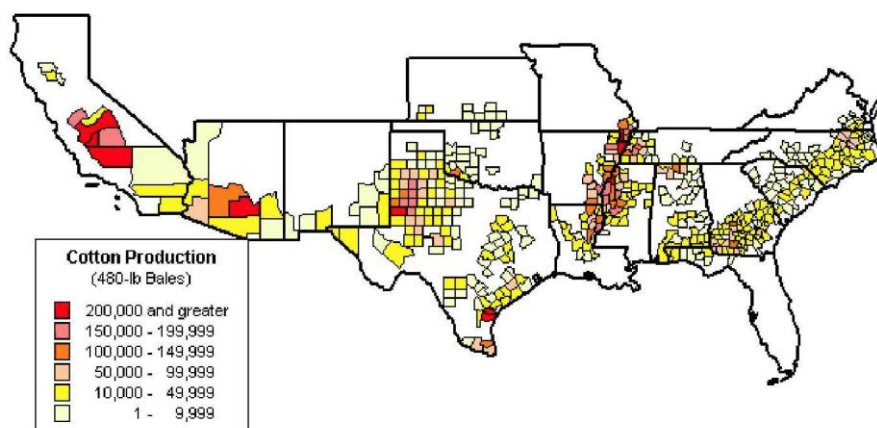 Cotton Production
(480-lb Bales)
200,000 and greater
150,000 - 199,999
100,000 - 149,999
50,000 - 99,999
10,000 - 49,999
1 - 9,999